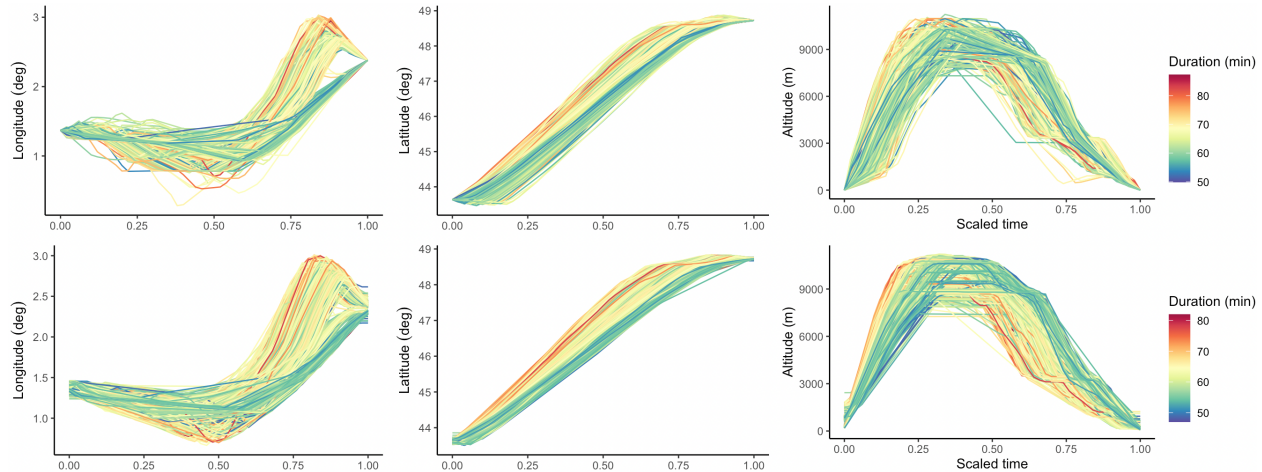 Longitude (deg)
3
2
1
0.00 0.25 0.50 0.75 1.00
Latitude (deg)
49
48
47
46
45
44
0.00 0.25 0.50 0.75 1.00
Altitude (m)
9000
6000
3000
0
0.00 0.25 0.50 0.75 1.00
Scaled time
Duration (min)
80
70
60
50
Longitude (deg)
3.0
2.5
2.0
1.5
1.0
0.00 0.25 0.50 0.75 1.00
Latitude (deg)
49
48
47
46
45
44
0.00 0.25 0.50 0.75 1.00
Altitude (m)
9000
6000
3000
0
0.00 0.25 0.50 0.75 1.00
Scaled time
Duration (min)
80
70
60
50